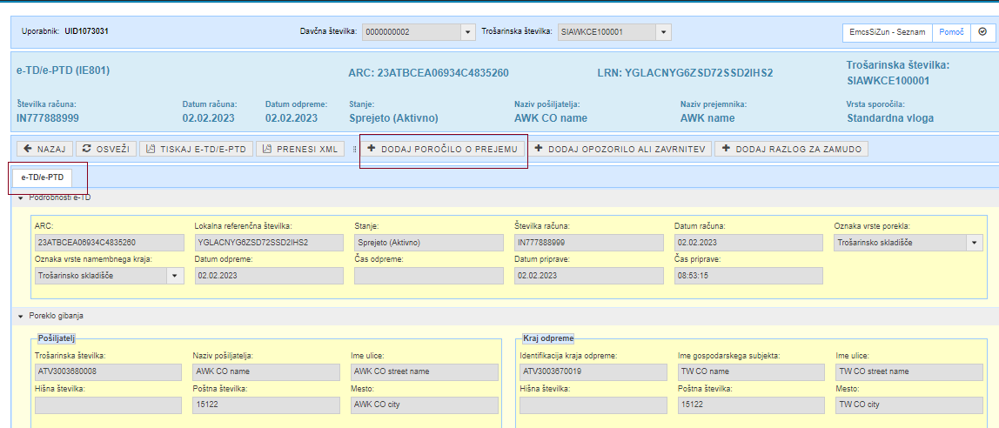 Uporabnik: UID1073031 Davčna številka: 0000000002 Trošarinska številka: SIAWKCE100001 EmcsSiZun - Seznam Pomoč
e-TD/e-PTD (IE801) ARC: 23ATBCEA06934C4835260 LRN: YGLACNYG6ZSD72SSD2IHS2 Trošarinska številka:
SIAWKCE100001
Številka računa: Datum računa: Datum odpreme: Stanje: Naziv pošiljatelja: Naziv prejemnika: Vrsta sporočila:
IN777888999 02.02.2023 02.02.2023 Sprejeto (Aktivno) AWK CO name AWK name Standardna vloga
NAZAJ OSVEŽI TISKAJ E-TD/E-PTD PRENESI XML DODAJ POROČILO O PREJEMU DODAJ OPOZORILO ALI ZAVRNITEV DODAJ RAZLOG ZA ZAMUDO
e-TD/e-PTD
Podrobnosti e-TD
ARC: Lokalna referenčna številka: Stanje: Številka računa: Datum računa: Oznaka vrste porekla:
23ATBCEA06934C4835260 YGLACNYG6ZSD72SSD2IHS2 Sprejeto (Aktivno) IN777888999 02.02.2023 Trošarinsko skladišče
Oznaka vrste namembnega kraja: Datum odpreme: Čas odpreme: Datum priprave: Čas priprave:
Trošarinsko skladišče 02.02.2023 02.02.2023 08:53:15
Poreklo gibanja
Pošiljatelj Kraj odpreme
Trošarinska številka: Naziv pošiljatelja: Ime ulice: Identifikacija kraja odpreme: Ime gospodarskega subjekta: Ime ulice:
ATV3003680008 AWK CO name AWK CO street name ATV3003670019 TW CO name TW CO street name
Hišna številka: Poštna številka: Mesto: Hišna številka: Poštna številka: Mesto:
15122 AWK CO city 15122 TW CO city